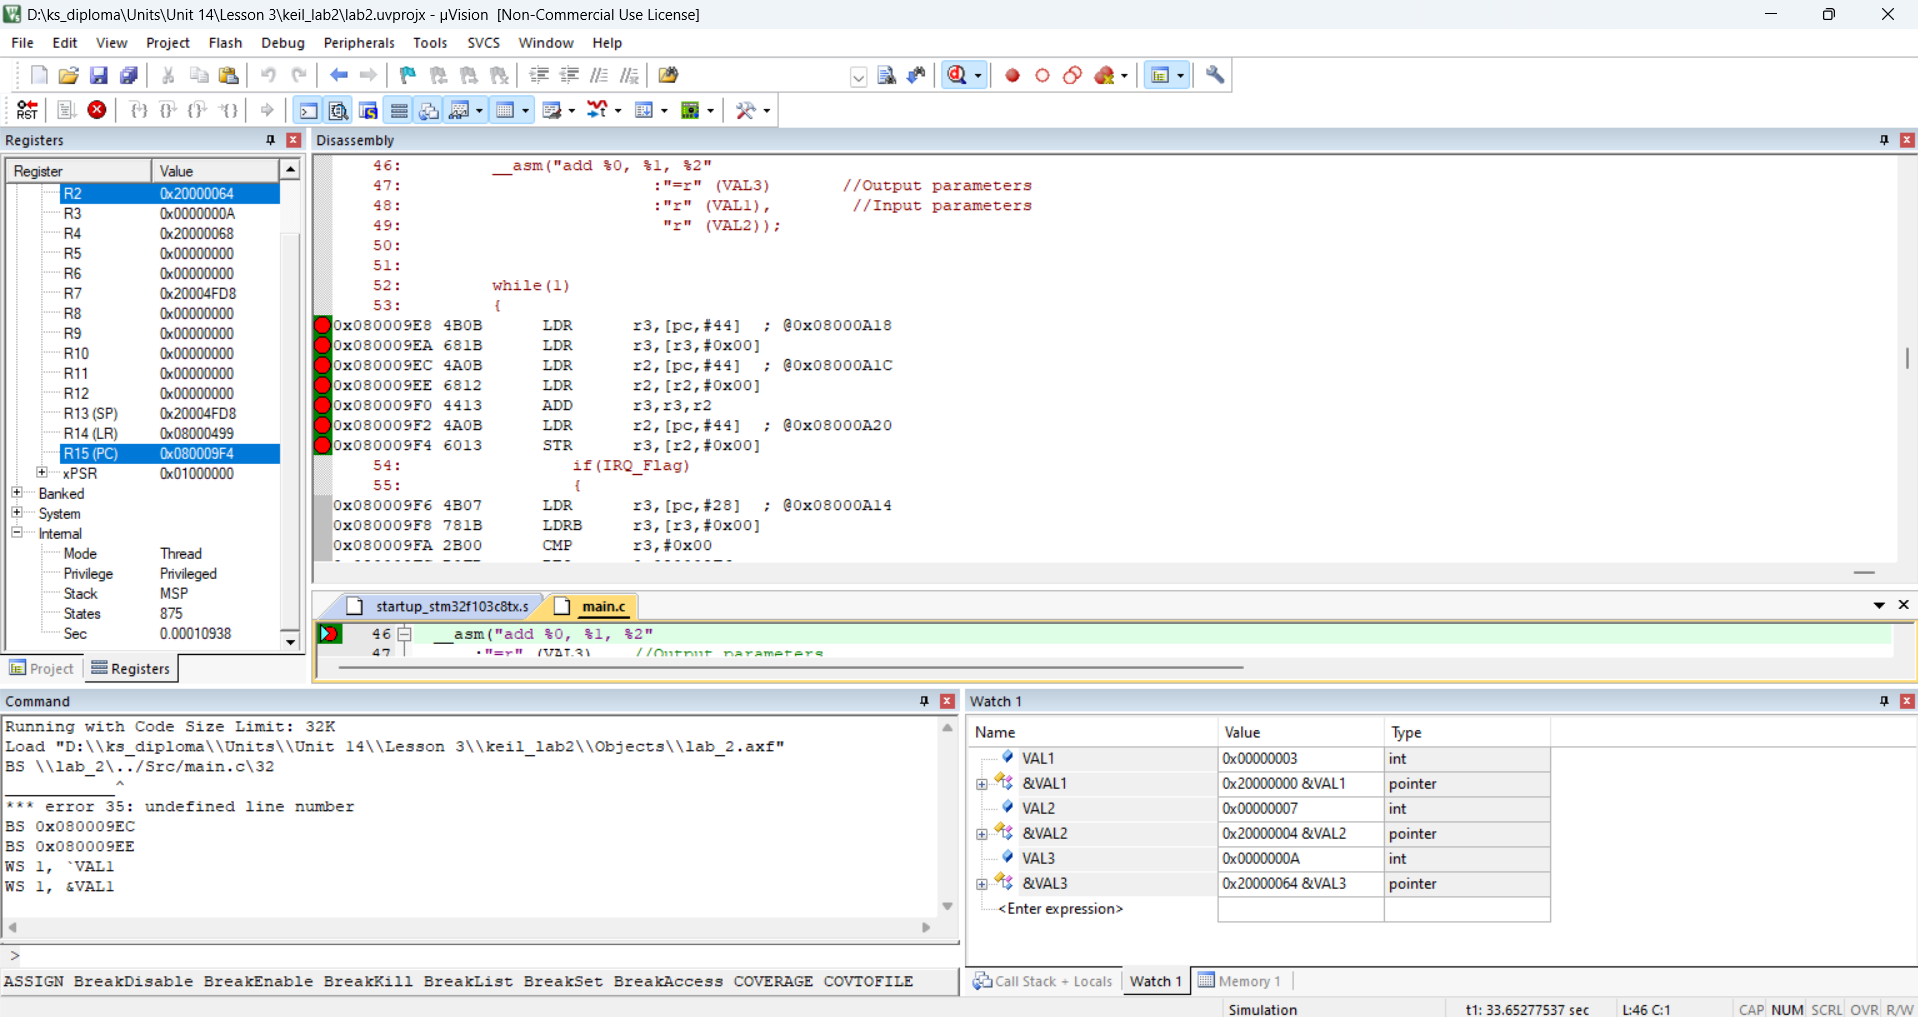 D:\ks_diploma\Units\Unit 14\Lesson 3\keil_lab2\lab2.uvprojx - µVision  [Non-Commercial Use License]
File Edit View Project Flash Debug Peripherals Tools SVCS Window Help
RST
Registers
Register Value
R2 0x20000064
R3 0x0000000A
R4 0x20000068
R5 0x00000000
R6 0x00000000
R7 0x20004FD8
R8 0x00000000
R9 0x00000000
R10 0x00000000
R11 0x00000000
R12 0x00000000
R13 (SP) 0x20004FD8
R14 (LR) 0x08000499
R15 (PC) 0x080009F4
xPSR 0x01000000
Banked
System
Internal
Mode Thread
Privilege Privileged
Stack MSP
States 875
Sec 0.00010938
Project Registers
Disassembly
46: __asm("add %0, %1, %2"
47: :"=r" (VAL3) //Output parameters
48: :"r" (VAL1), //Input parameters
49: "r" (VAL2));
50:
51:
52: while(1)
53: {
0x080009E8 4B0B LDR r3,[pc,#44] ; @0x08000A18
0x080009EA 681B LDR r3,[r3,#0x00]
0x080009EC 4A0B LDR r2,[pc,#44] ; @0x08000A1C
0x080009EE 6812 LDR r2,[r2,#0x00]
0x080009F0 4413 ADD r3,r3,r2
0x080009F2 4A0B LDR r2,[pc,#44] ; @0x08000A20
0x080009F4 6013 STR r3,[r2,#0x00]
54: if(IRQ_Flag)
55: {
0x080009F6 4B07 LDR r3,[pc,#28] ; @0x08000A14
0x080009F8 781B LDRB r3,[r3,#0x00]
0x080009FA 2B00 CMP r3,#0x00
startup_stm32f103c8tx.s main.c
46 __asm("add %0, %1, %2"
47 :"=r" (VAL3) //Output parameters
Command
Running with Code Size Limit: 32K
Load "D:\\ks_diploma\\Units\\Unit 14\\Lesson 3\\keil_lab2\\Objects\\lab_2.axf"
BS \\lab_2\../Src/main.c\32
^
*** error 35: undefined line number
BS 0x080009EC
BS 0x080009EE
WS 1, `VAL1
WS 1, &VAL1
>
ASSIGN BreakDisable BreakEnable BreakKill BreakList BreakSet BreakAccess COVERAGE COVTOFILE
Watch 1
Name Value Type
VAL1 0x00000003 int
&VAL1 0x20000000 &VAL1 pointer
VAL2 0x00000007 int
&VAL2 0x20000004 &VAL2 pointer
VAL3 0x0000000A int
&VAL3 0x20000064 &VAL3 pointer
<Enter expression>
Call Stack + Locals Watch 1 Memory 1
Simulation t1: 33.65277537 sec L:46 C:1 CAP NUM SCRL OVR R/W